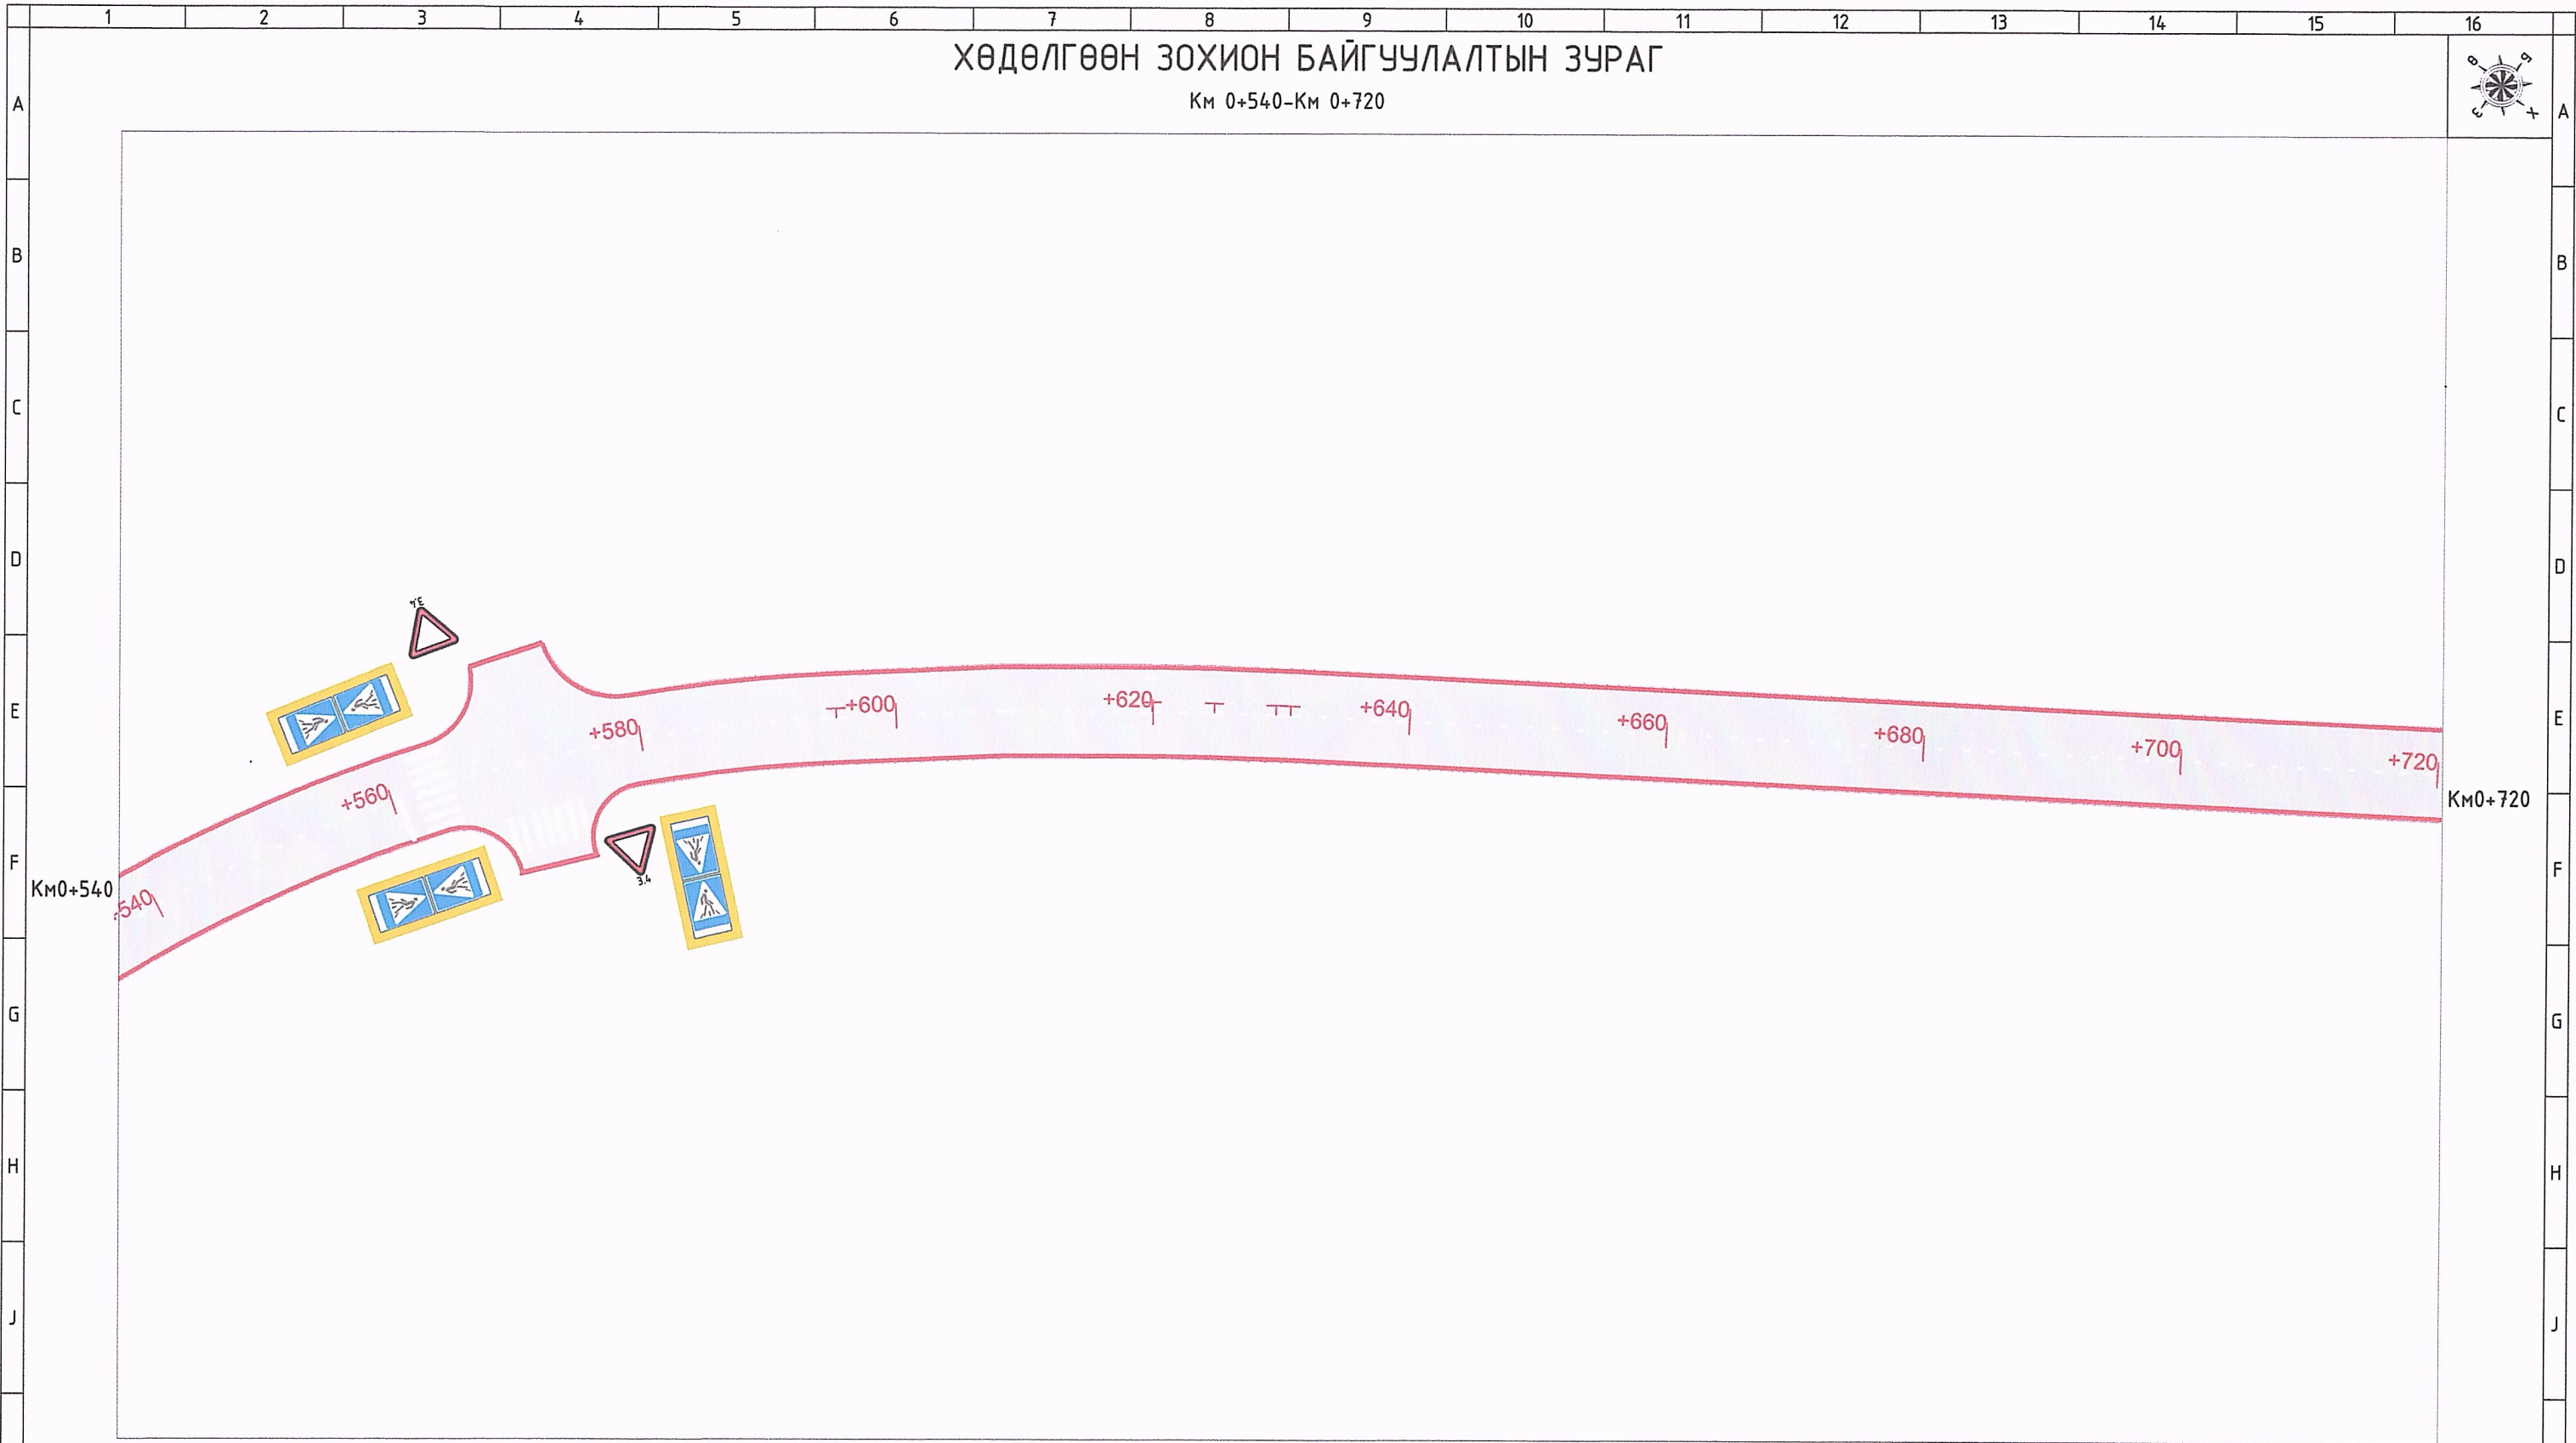 1 2 3 4 5 6 7 8 9 10 11 12 13 14 15 16
ХӨДӨЛГӨӨН ЗОХИОН БАЙГУУЛАЛТЫН ЗУРАГ
Км 0+540-Км 0+720
В Б З Х
A A
B B
C C
D D
3.4
E E
+600 +620 +640
+580 +660 +680 +700 +720
+560
Км0+720
F F
3.4
Км0+540
540
G G
H H
J J